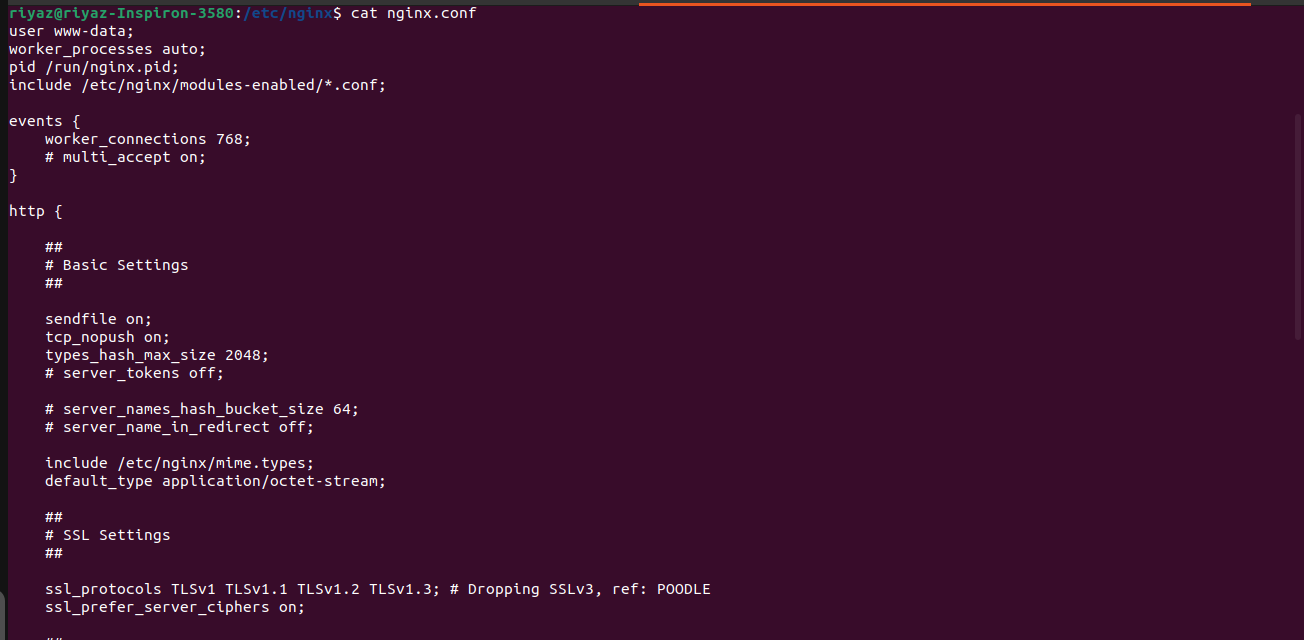 riyaz@riyaz-Inspiron-3580:/etc/nginx$ cat nginx.conf
user www-data;
worker_processes auto;
pid /run/nginx.pid;
include /etc/nginx/modules-enabled/*.conf;

events {
    worker_connections 768;
    # multi_accept on;
}

http {

    ##
    # Basic Settings
    ##

    sendfile on;
    tcp_nopush on;
    types_hash_max_size 2048;
    # server_tokens off;

    # server_names_hash_bucket_size 64;
    # server_name_in_redirect off;

    include /etc/nginx/mime.types;
    default_type application/octet-stream;

    ##
    # SSL Settings
    ##

    ssl_protocols TLSv1 TLSv1.1 TLSv1.2 TLSv1.3; # Dropping SSLv3, ref: POODLE
    ssl_prefer_server_ciphers on;

    ##